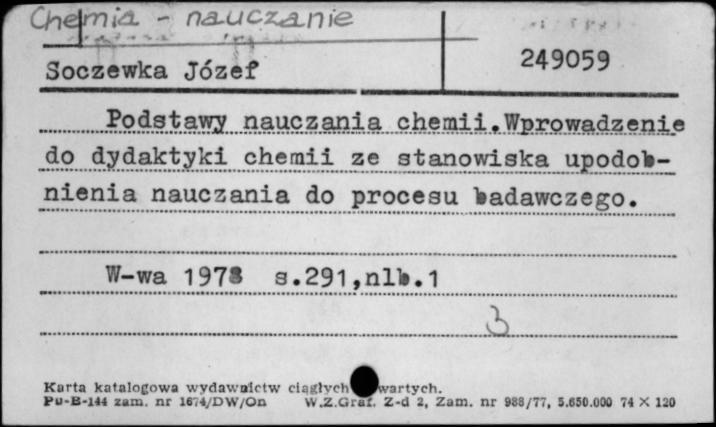 Chemia - nauczanie
Soczewka Józef
249059
Podstawy nauczania chemii.Wprowadzenie
do dydaktyki chemii ze stanowiska upodob-
nienia nauczania do procesu badawczego.
W-wa 1978 s.291,nlb.1
3
Karta katalogowa wydawnictw ciągłych wartych.
Pu-B-144 zam. nr 1674/DW/On W.Z.Graf. Z-d 2, Zam. nr 988/77, 5.650.000 74 X 120